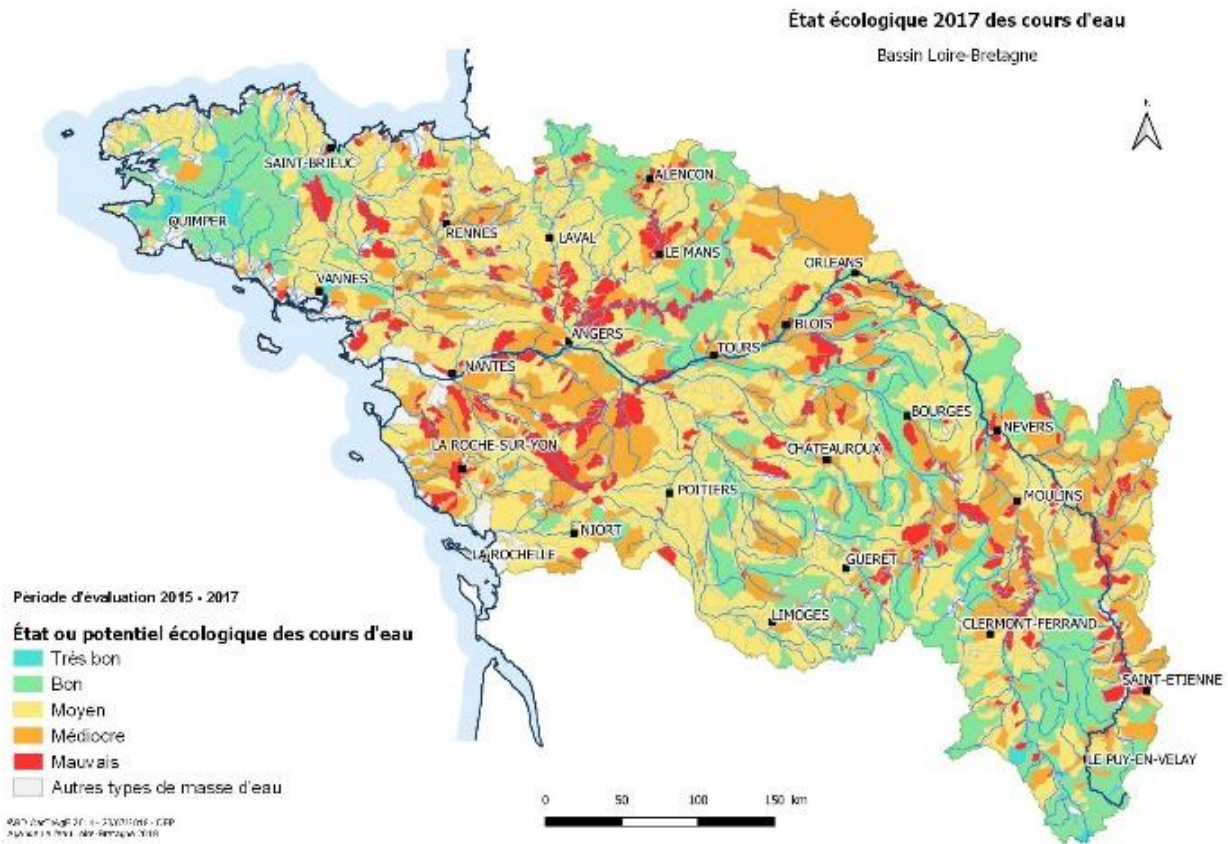 État écologique 2017 des cours d'eau
Bassin Loire-Bretagne
SAINT-BRIEUC
ALENCON
QUIMPER
RENNES
LAVAL
LE MANS
ORLEANS
VANNES
ANGERS
BLOIS
TOURS
NANTES
BOURGES
NEVERS
LA ROCHE-SUR-YON
CHATEAUROUX
POITIERS
MOULINS
NIORT
LA ROCHELLE
GUERET
LIMOGES
CLERMONT-FERRAND
SAINT-ETIENNE
LE PUY-EN-VELAY
Période d'évaluation 2015 - 2017
État ou potentiel écologique des cours d'eau
Très bon
Bon
Moyen
Médiocre
Mauvais
Autres types de masse d'eau
0 50 100 150 km